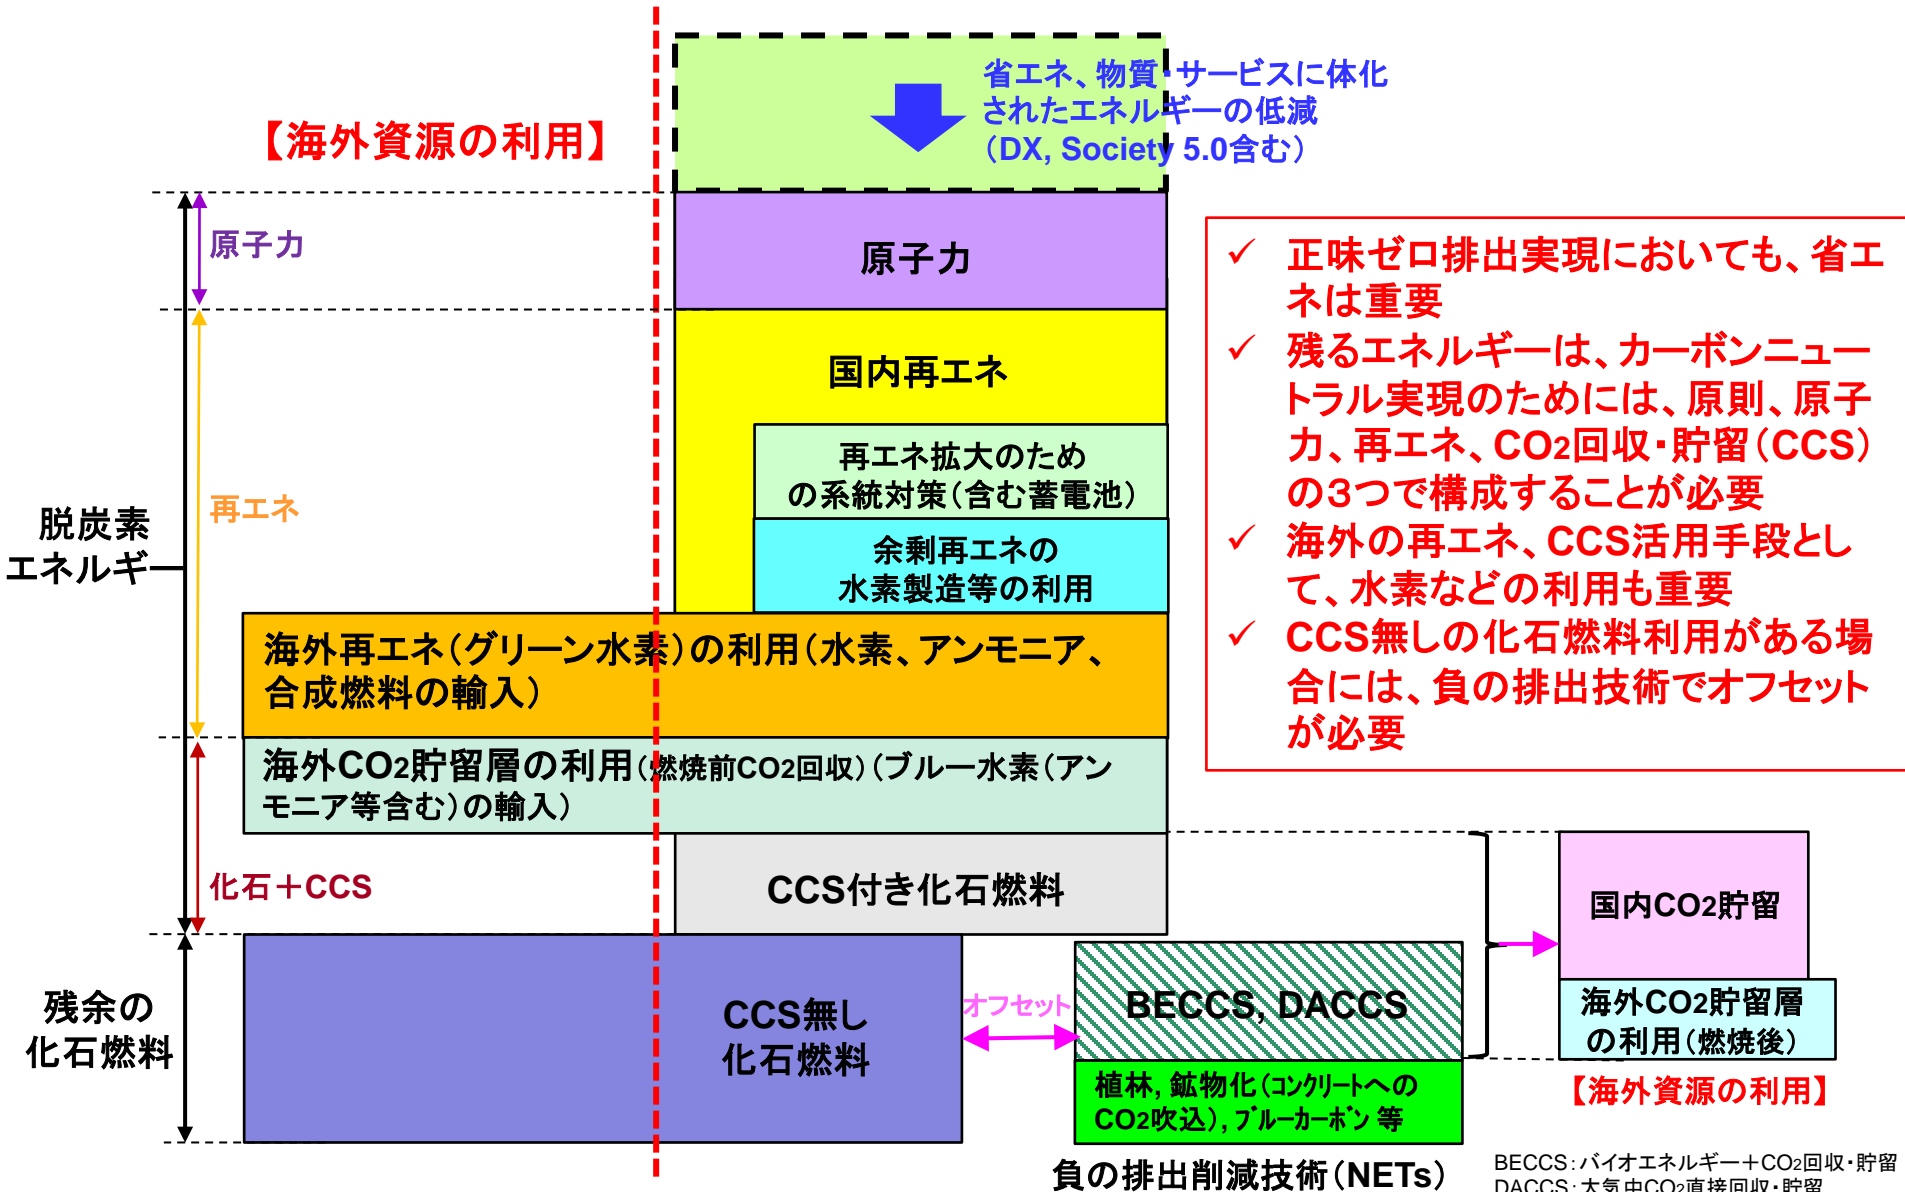 省エネ、物質・サービスに体化
されたエネルギーの低減
（DX, Society 5.0含む）
【海外資源の利用】
原子力
原子力
国内再エネ
再エネ拡大のため
の系統対策（含む蓄電池）
余剰再エネの
水素製造等の利用
再エネ
脱炭素
エネルギー
海外再エネ（グリーン水素）の利用（水素、アンモニア、
合成燃料の輸入）
海外CO2貯留層の利用（燃焼前CO2回収）（ブルー水素（アン
モニア等含む）の輸入）
化石＋CCS
CCS付き化石燃料
残余の
化石燃料
CCS無し
化石燃料
オフセット
BECCS, DACCS
植林, 鉱物化（コンクリートへの
CO2吹込）, ブルーカーボン 等
負の排出削減技術（NETs）
✓ 正味ゼロ排出実現においても、省エ
ネは重要
✓ 残るエネルギーは、カーボンニュー
トラル実現のためには、原則、原子
力、再エネ、CO2回収・貯留（CCS）
の３つで構成することが必要
✓ 海外の再エネ、CCS活用手段とし
て、水素などの利用も重要
✓ CCS無しの化石燃料利用がある場
合には、負の排出技術でオフセット
が必要
国内CO2貯留
海外CO2貯留層
の利用（燃焼後）
【海外資源の利用】
BECCS：バイオエネルギー＋CO2回収・貯留
DACCS：大気中CO2直接回収・貯留